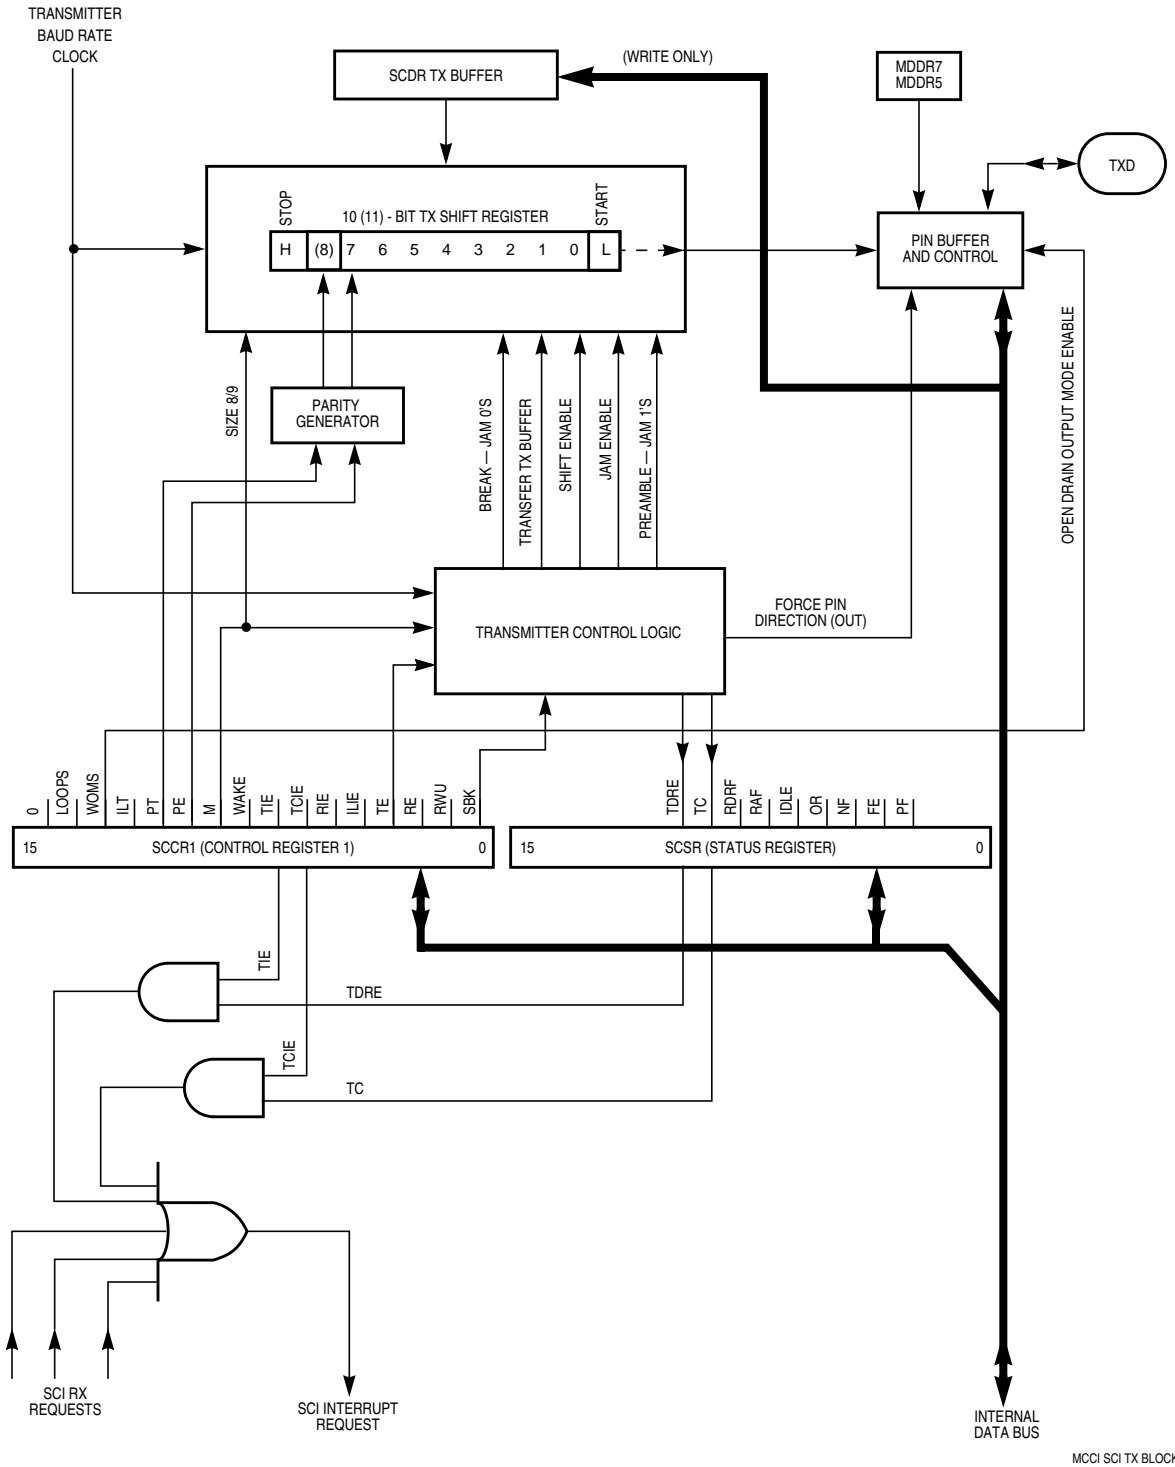 TRANSMITTER
BAUD RATE
CLOCK
SCDR TX BUFFER
(WRITE ONLY)
MDDR7
MDDR5
TXD
STOP
START
10 (11) - BIT TX SHIFT REGISTER
H (8) 7 6 5 4 3 2 1 0 L
PIN BUFFER
AND CONTROL
OPEN DRAIN OUTPUT MODE ENABLE
SIZE 8/9
PARITY
GENERATOR
BREAK — JAM 0'S
TRANSFER TX BUFFER
SHIFT ENABLE
JAM ENABLE
PREAMBLE — JAM 1'S
TRANSMITTER CONTROL LOGIC
FORCE PIN
DIRECTION (OUT)
0
LOOPS
WOMS
ILT
PT
PE
M
WAKE
TIE
TCIE
RIE
ILIE
TE
RE
RWU
SBK
TDRE
TC
RDRF
RAF
IDLE
OR
NF
FE
PF
15 SCCR1 (CONTROL REGISTER 1) 0
15 SCSR (STATUS REGISTER) 0
TIE
TDRE
TCIE
TC
SCI RX
REQUESTS
SCI INTERRUPT
REQUEST
INTERNAL
DATA BUS
MCCI SCI TX BLOCK